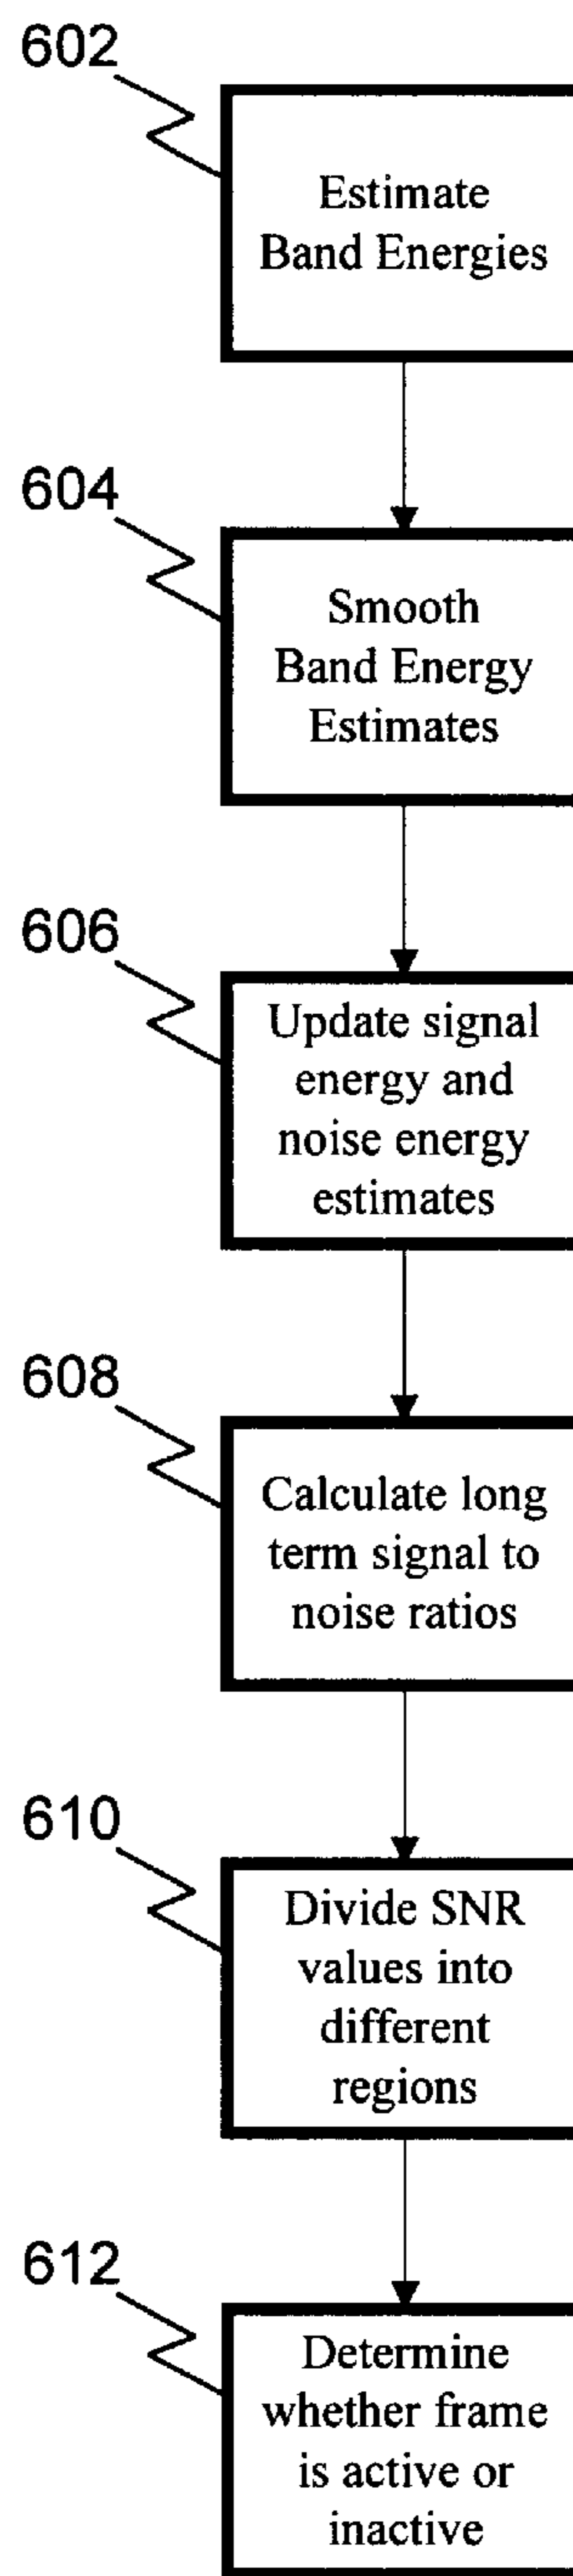 602
Estimate
Band Energies
604
Smooth
Band Energy
Estimates
606
Update signal
energy and
noise energy
estimates
608
Calculate long
term signal to
noise ratios
610
Divide SNR
values into
different
regions
612
Determine
whether frame
is active or
inactive